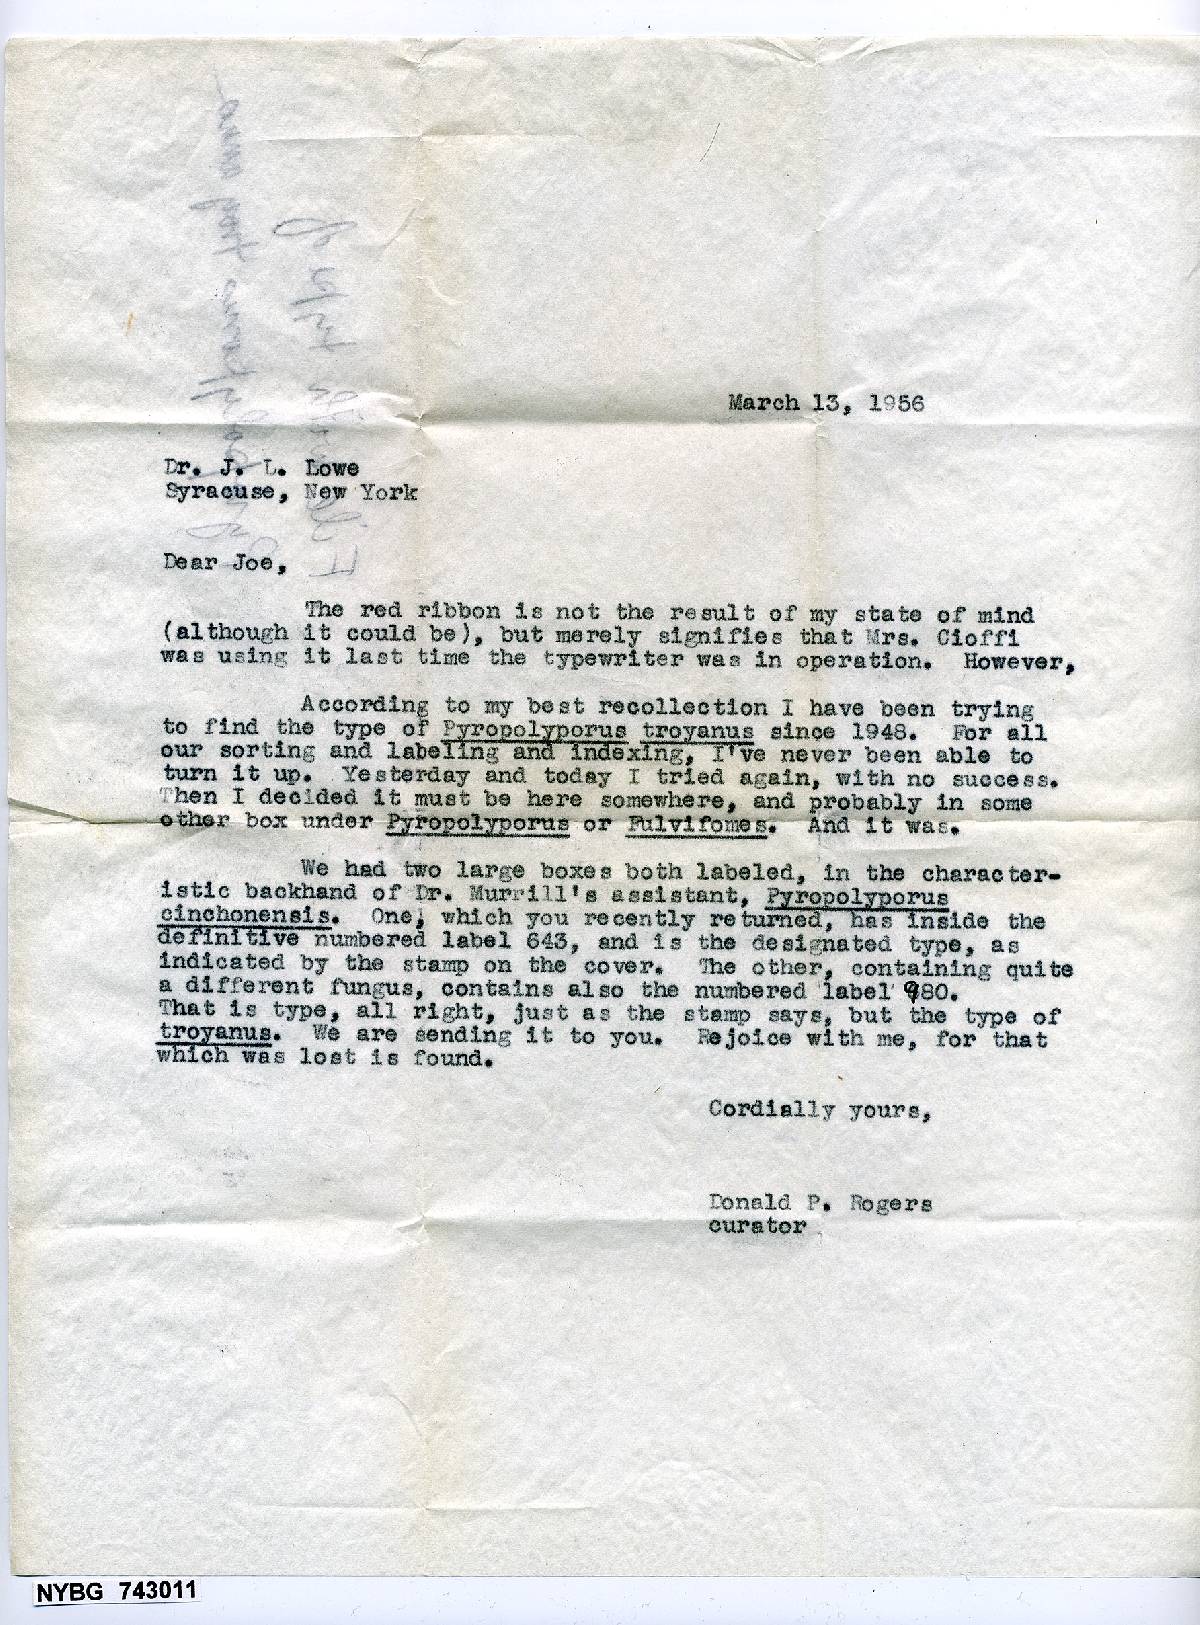 March 13, 1956
Dr. J. L. Lowe
Syracuse, New York
Dear Joe,
The red ribbon is not the result of my state of mind
(although it could be), but merely signifies that Mrs. Cioffi
was using it last time the typewriter was in operation. However,
According to my best recollection I have been trying
to find the type of Pyropolyporus troyanus since 1948. For all
our sorting and labeling and indexing, I've never been able to
turn it up. Yesterday and today I tried again, with no success.
Then I decided it must be here somewhere, and probably in some
other box under Pyropolyporus or Fulvifomes. And it was.
We had two large boxes both labeled, in the character-
istic backhand of Dr. Murrill's assistant, Pyropolyporus
cinchonensis. One, which you recently returned, has inside the
definitive numbered label 643, and is the designated type, as
indicated by the stamp on the cover. The other, containing quite
a different fungus, contains also the numbered label 980.
That is type, all right, just as the stamp says, but the type of
troyanus. We are sending it to you. Rejoice with me, for that
which was lost is found.
Cordially yours,
Donald P. Rogers
curator
NYBG 743011